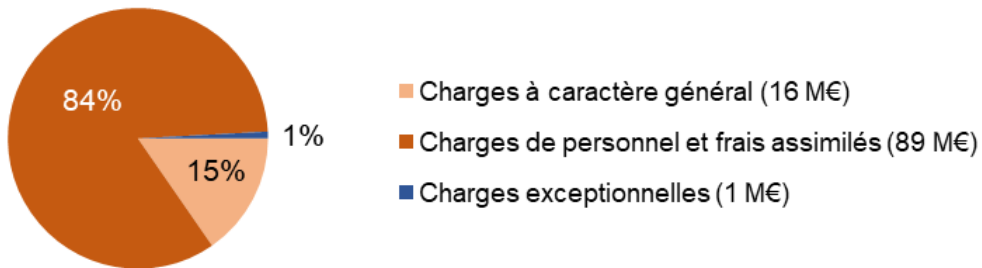 84%
1%
15%
Charges à caractère général (16 M€)
Charges de personnel et frais assimilés (89 M€)
Charges exceptionnelles (1 M€)